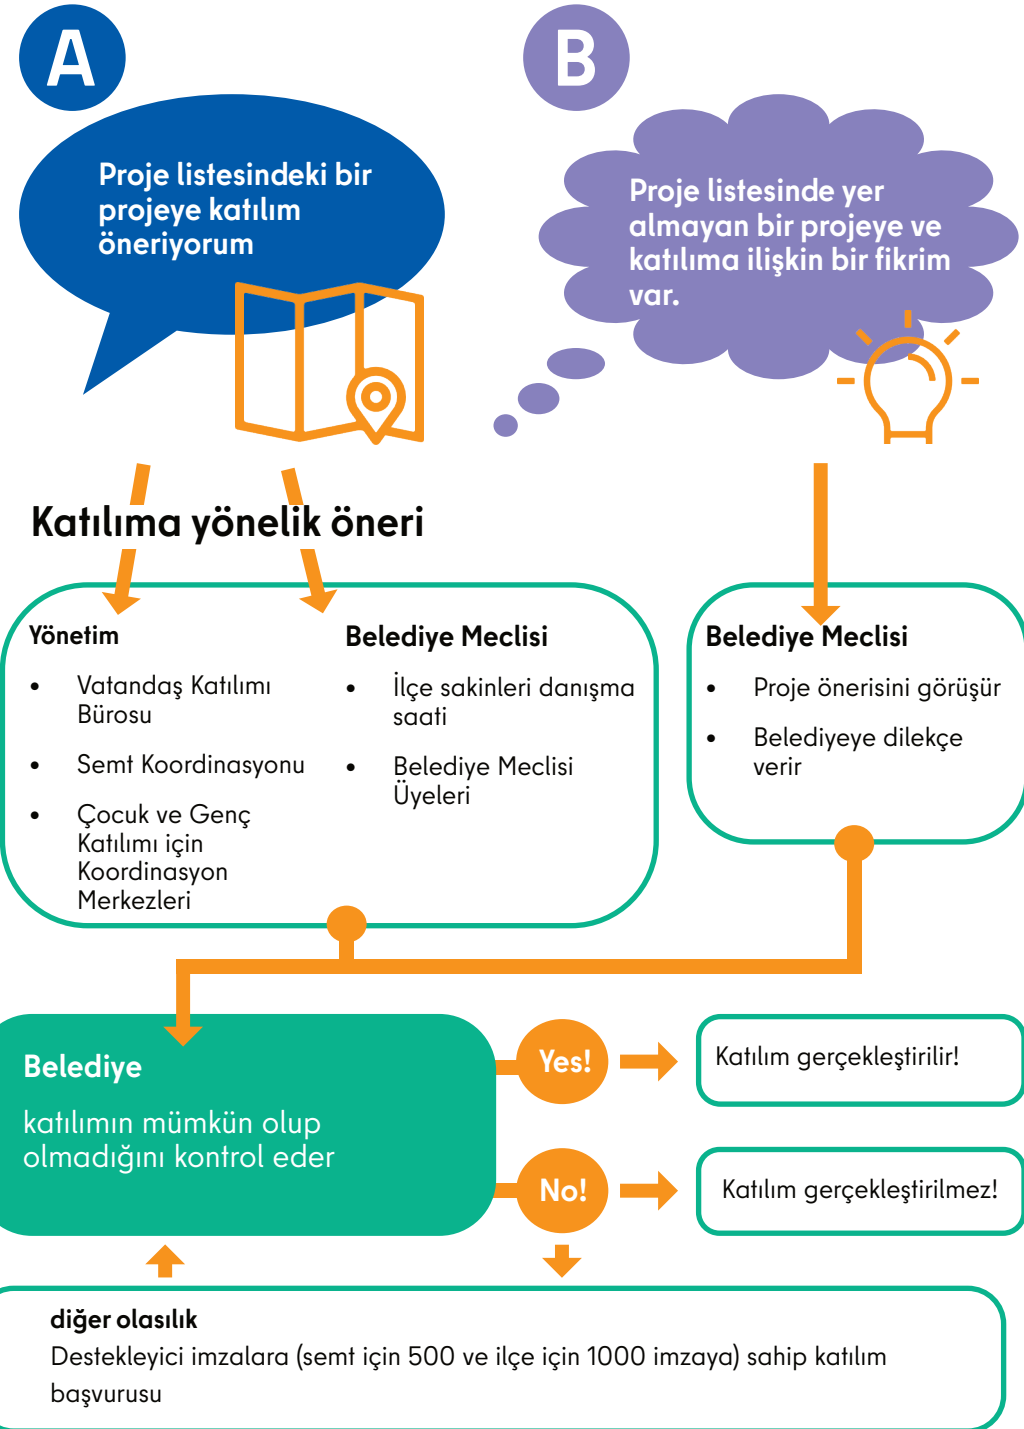 A
Proje listesindeki bir
projeye katılım
öneriyorum
B
Proje listesinde yer
almayan bir projeye ve
katılıma ilişkin bir fikrim
var.
Katılıma yönelik öneri
Yönetim
• Vatandaş Katılımı
Bürosu
• Semt Koordinasyonu
• Çocuk ve Genç
Katılımı için
Koordinasyon
Merkezleri
Belediye Meclisi
• İlçe sakinleri danışma
saati
• Belediye Meclisi
Üyeleri
Belediye Meclisi
• Proje önerisini görüşür
• Belediyeye dilekçe
verir
Belediye
katılımın mümkün olup
olmadığını kontrol eder
Yes!
Katılım gerçekleştirilir!
No!
Katılım gerçekleştirilmez!
diğer olasılık
Destekleyici imzalara (semt için 500 ve ilçe için 1000 imzaya) sahip katılım
başvurusu